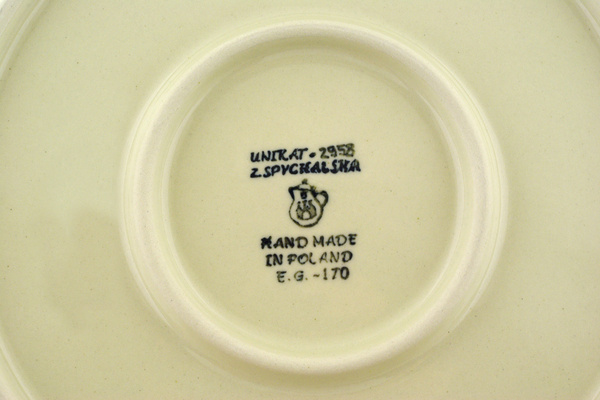 UNIKAT - 2958
Z.SPYCHALSKA
HAND MADE
IN POLAND
E.G. -170